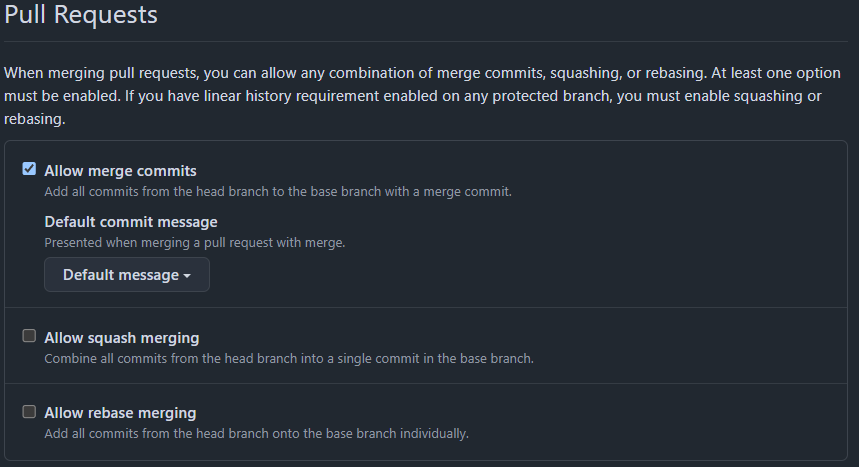 Pull Requests
When merging pull requests, you can allow any combination of merge commits, squashing, or rebasing. At least one option
must be enabled. If you have linear history requirement enabled on any protected branch, you must enable squashing or
rebasing.
Allow merge commits
Add all commits from the head branch to the base branch with a merge commit.
Default commit message
Presented when merging a pull request with merge.
Default message
Allow squash merging
Combine all commits from the head branch into a single commit in the base branch.
Allow rebase merging
Add all commits from the head branch onto the base branch individually.